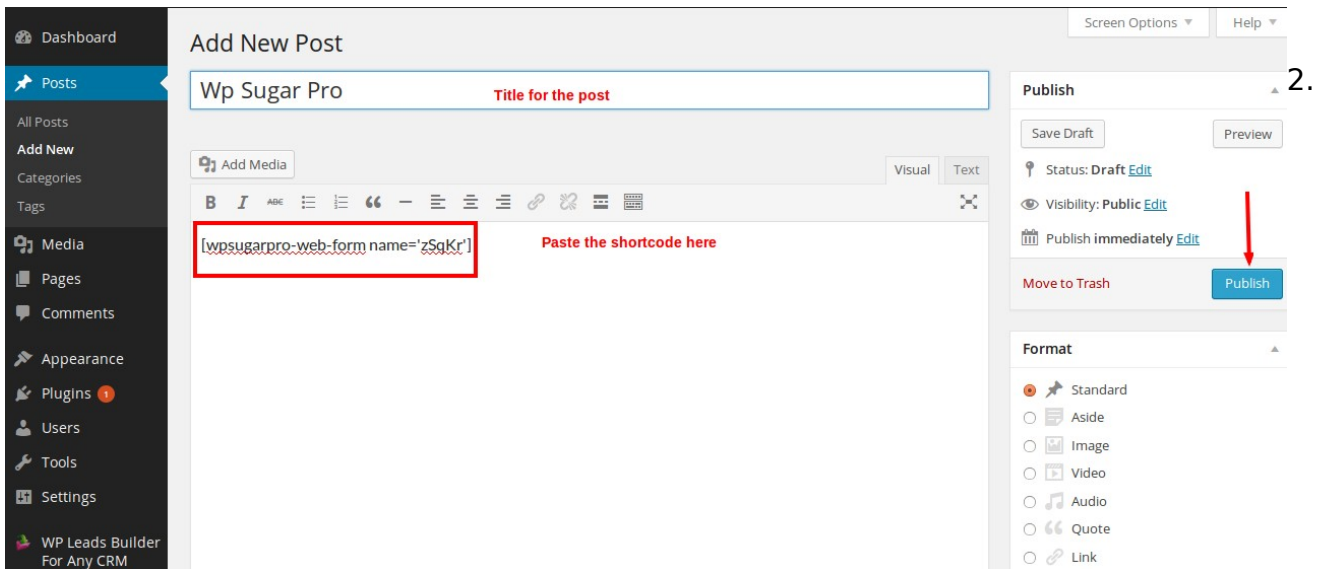 Dashboard
Posts
All Posts
Add New
Categories
Tags
Media
Pages
Comments
Appearance
Plugins 1
Users
Tools
Settings
WP Leads Builder
For Any CRM
Screen Options
Help
Add New Post
Wp Sugar Pro
Title for the post
Add Media
Visual
Text
B I ABC
[wpsugarpro-web-form name='zSqKr']
Paste the shortcode here
Publish
Save Draft
Preview
Status: Draft Edit
Visibility: Public Edit
Publish immediately Edit
Move to Trash
Publish
Format
Standard
Aside
Image
Video
Audio
Quote
Link
2.